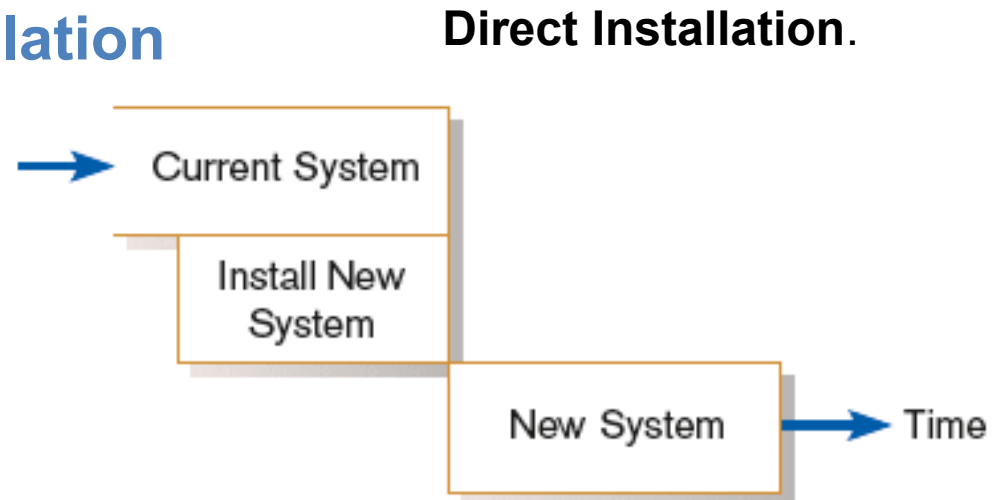 lation
Direct Installation.
Current System
Install New
System
New System
Time